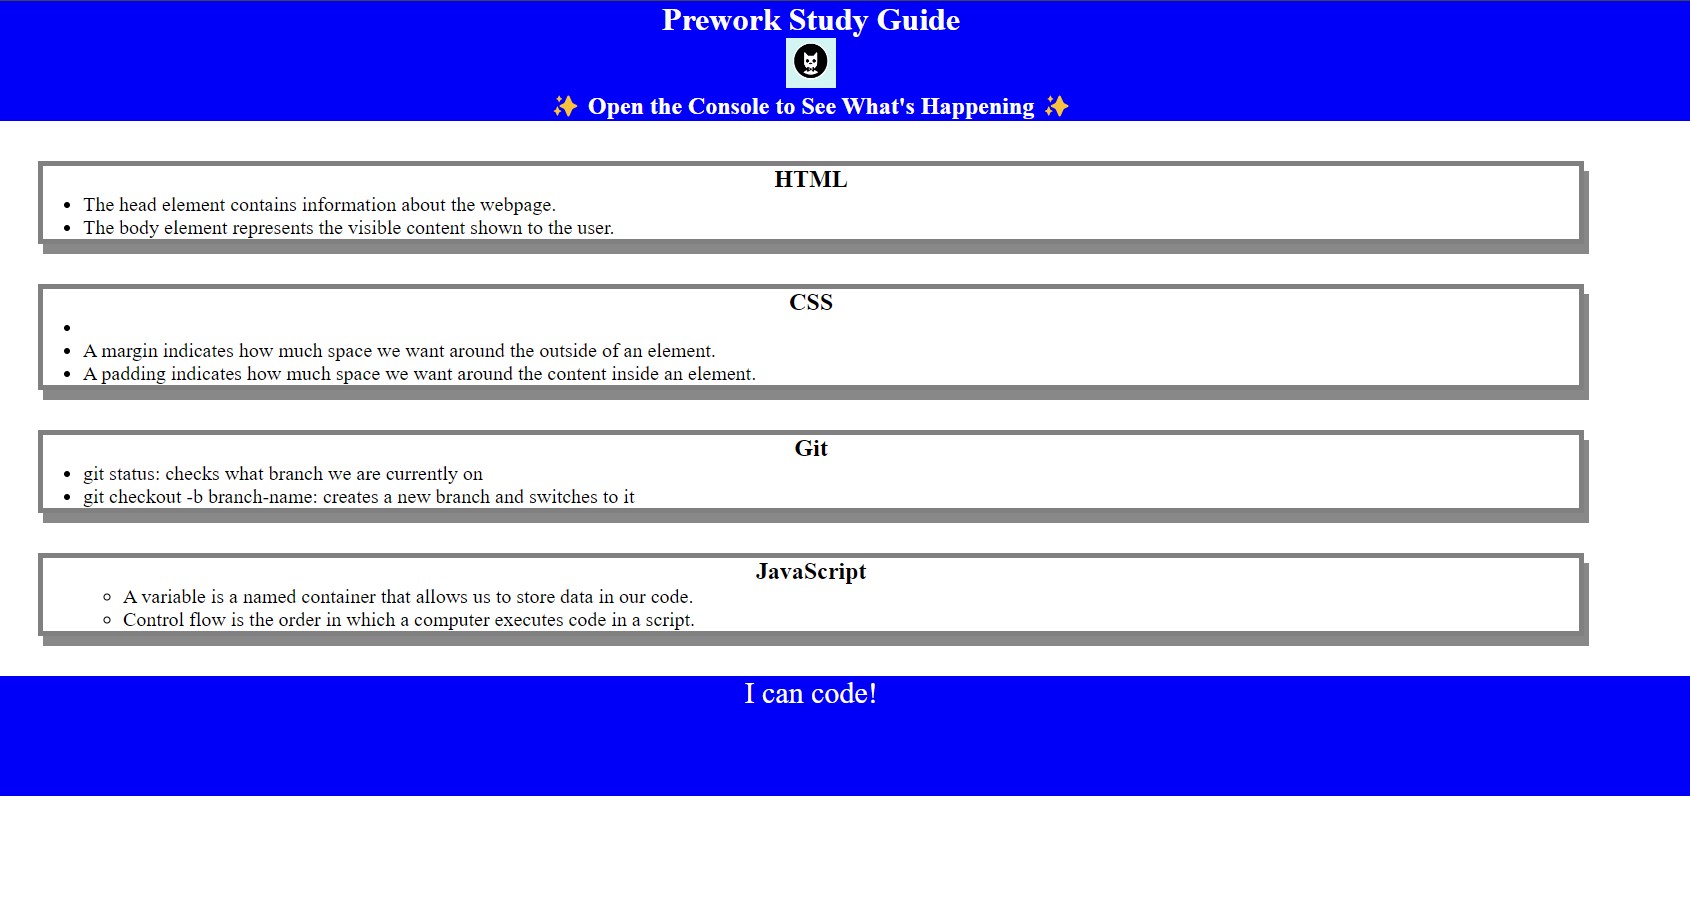 Prework Study Guide
✨ Open the Console to See What's Happening ✨
HTML
The head element contains information about the webpage.
The body element represents the visible content shown to the user.
CSS
A margin indicates how much space we want around the outside of an element.
A padding indicates how much space we want around the content inside an element.
Git
git status: checks what branch we are currently on
git checkout -b branch-name: creates a new branch and switches to it
JavaScript
A variable is a named container that allows us to store data in our code.
Control flow is the order in which a computer executes code in a script.
I can code!